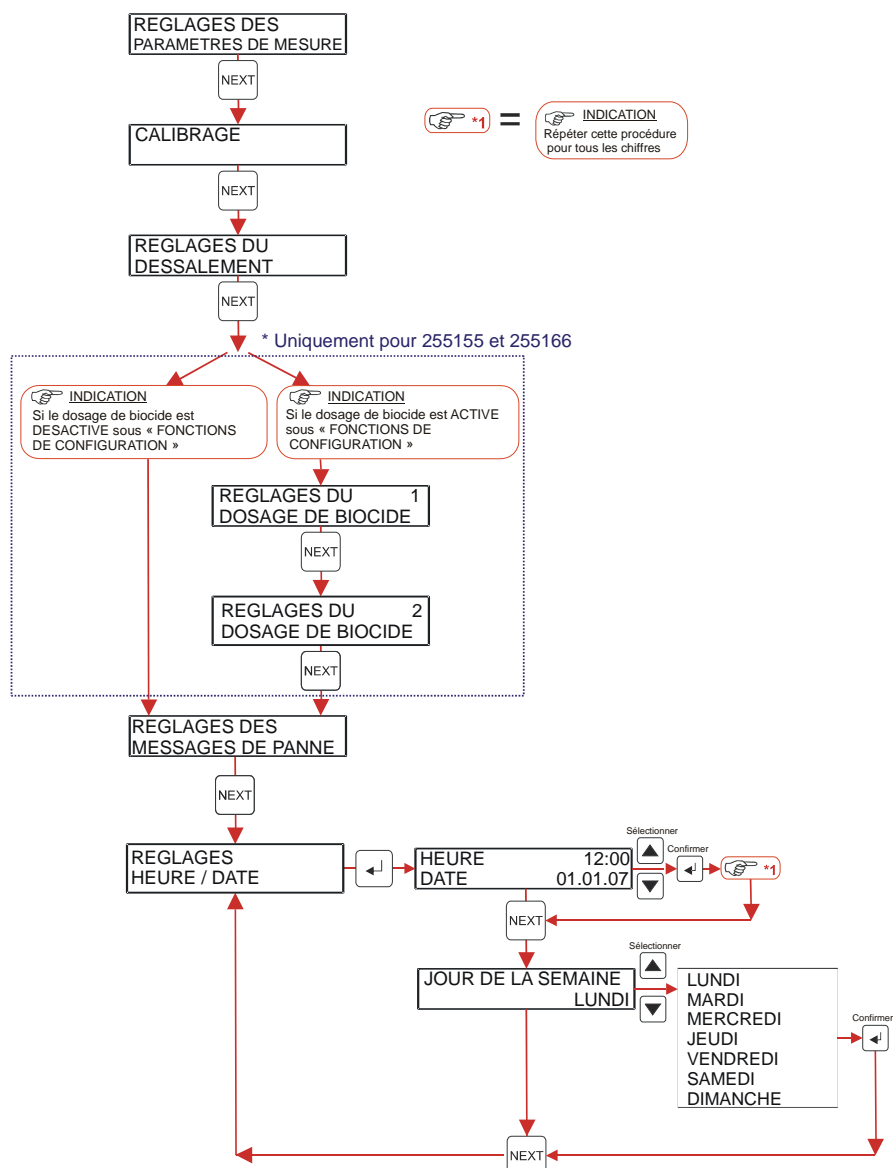 REGLAGES DES
PARAMETRES DE MESURE
NEXT
*1
=
INDICATION
Répéter cette procédure
pour tous les chiffres
CALIBRAGE
NEXT
REGLAGES DU
DESSALEMENT
NEXT
* Uniquement pour 255155 et 255166
INDICATION
Si le dosage de biocide est
DESACTIVE sous « FONCTIONS
DE CONFIGURATION »
INDICATION
Si le dosage de biocide est ACTIVE
sous « FONCTIONS DE
CONFIGURATION »
REGLAGES DU 1
DOSAGE DE BIOCIDE
NEXT
REGLAGES DU 2
DOSAGE DE BIOCIDE
NEXT
REGLAGES DES
MESSAGES DE PANNE
NEXT
REGLAGES
HEURE / DATE
HEURE 12:00
DATE 01.01.07
Sélectionner
Confirmer
*1
NEXT
JOUR DE LA SEMAINE
LUNDI
Sélectionner
LUNDI
MARDI
MERCREDI
JEUDI
VENDREDI
SAMEDI
DIMANCHE
Confirmer
NEXT